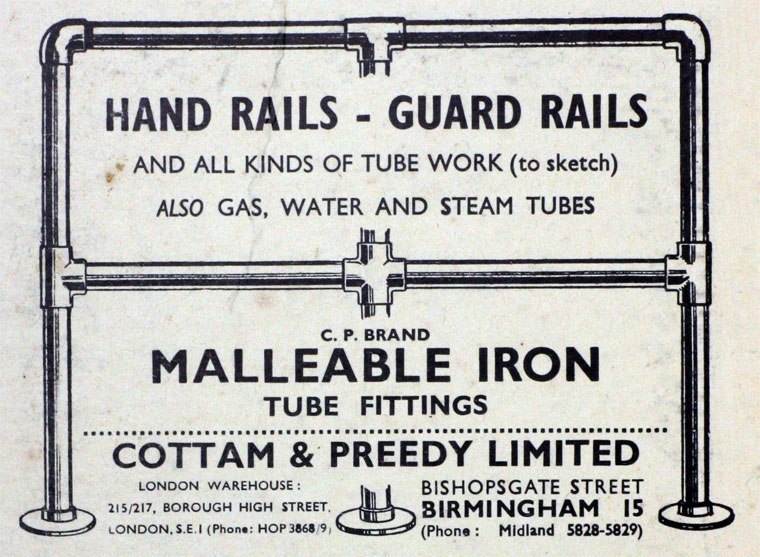 HAND RAILS - GUARD RAILS
AND ALL KINDS OF TUBE WORK (to sketch)
ALSO GAS, WATER AND STEAM TUBES
C. P. BRAND
MALLEABLE IRON
TUBE FITTINGS
COTTAM & PREEDY LIMITED
LONDON WAREHOUSE:
215/217, BOROUGH HIGH STREET,
LONDON, S.E.1 (Phone: HOP 3868/9)
BISHOPSGATE STREET
BIRMINGHAM 15
(Phone: Midland 5828-5829)